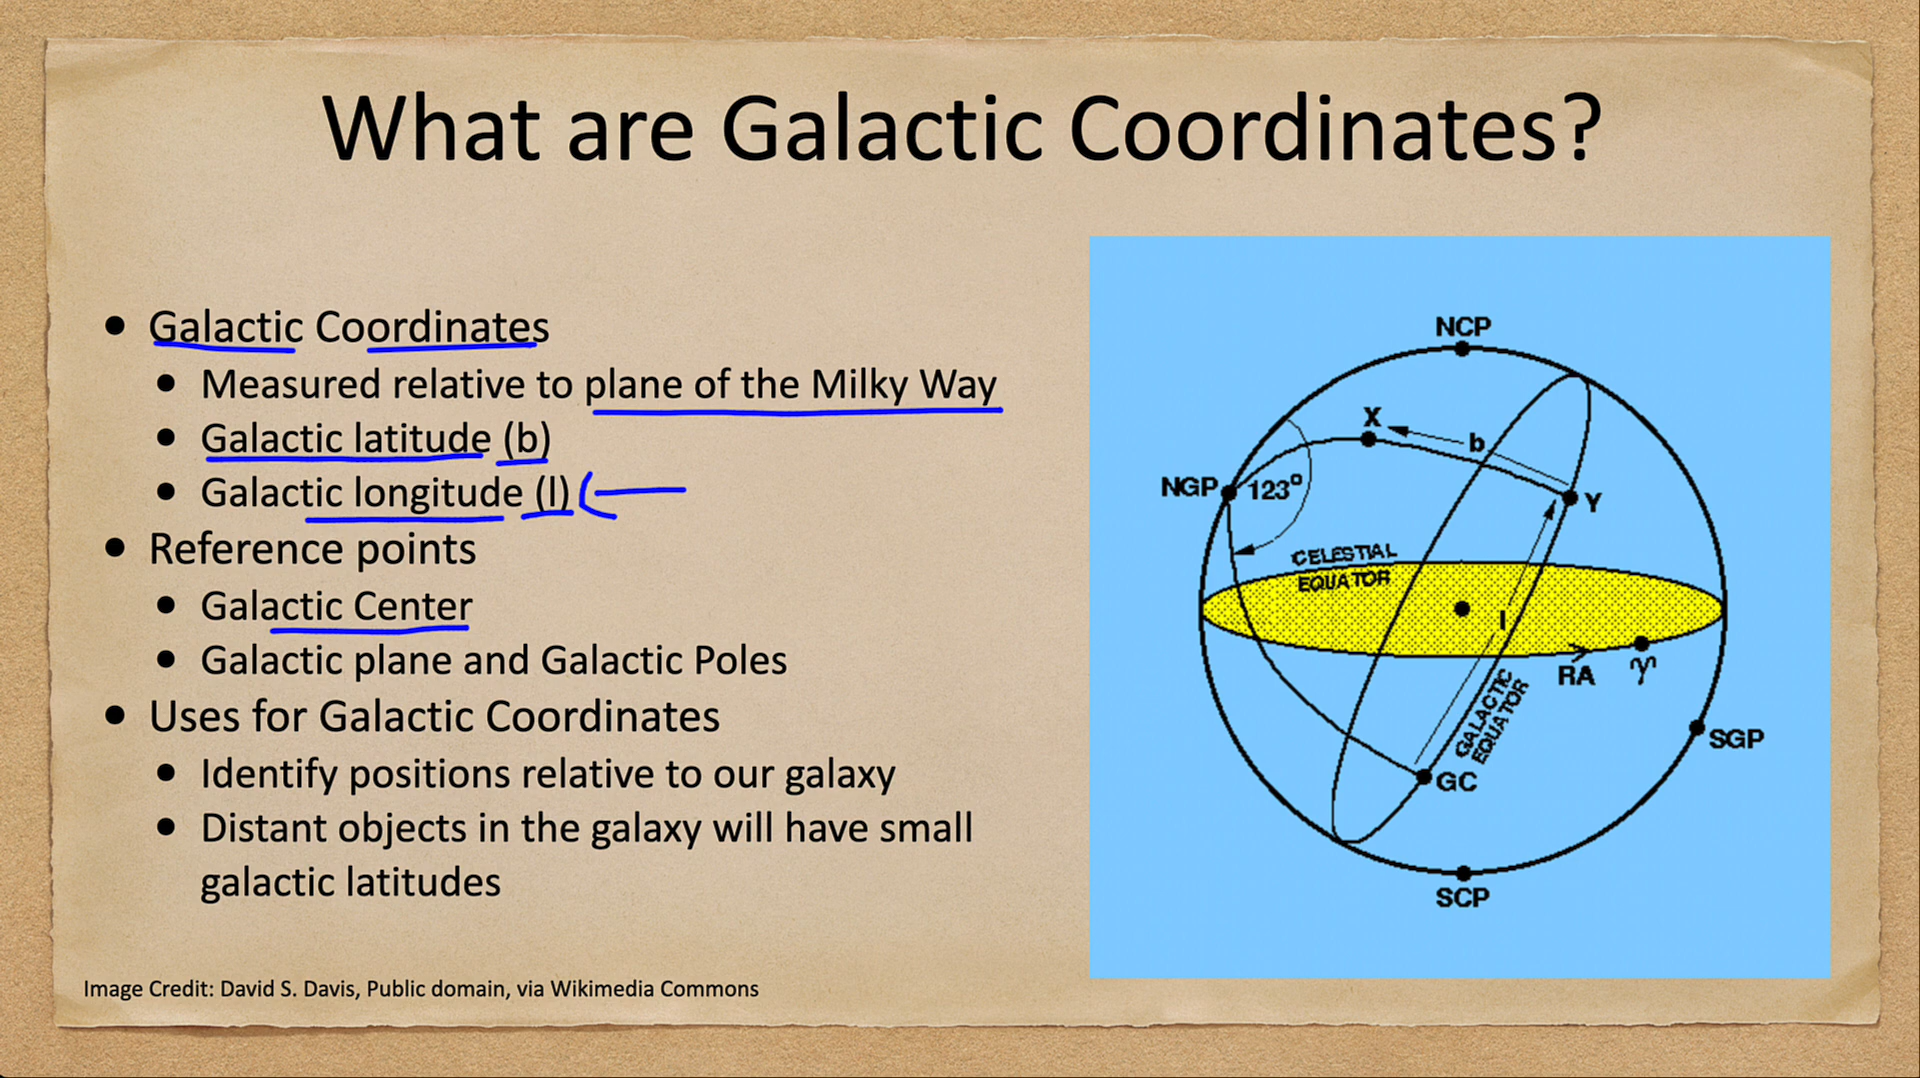 What are Galactic Coordinates?
• Galactic Coordinates
• Measured relative to plane of the Milky Way
• Galactic latitude (b)
• Galactic longitude (l)
• Reference points
• Galactic Center
• Galactic plane and Galactic Poles
• Uses for Galactic Coordinates
• Identify positions relative to our galaxy
• Distant objects in the galaxy will have small
galactic latitudes
Image Credit: David S. Davis, Public domain, via Wikimedia Commons
NCP
X
b
NGP
123°
Y
CELESTIAL
EQUATOR
l
RA
♈
GALACTIC
EQUATOR
SGP
GC
SCP